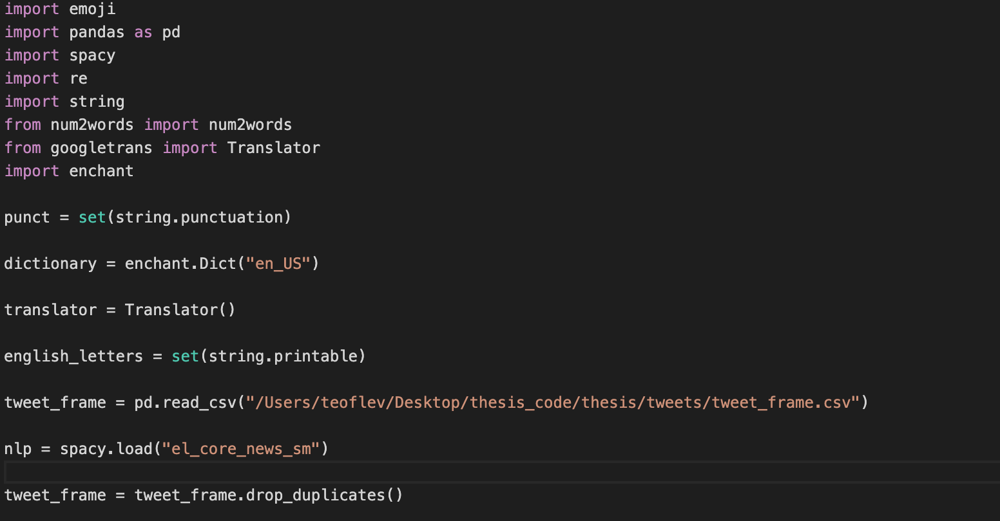 import emoji
import pandas as pd
import spacy
import re
import string
from num2words import num2words
from googletrans import Translator
import enchant
punct = set(string.punctuation)
dictionary = enchant.Dict("en_US")
translator = Translator()
english_letters = set(string.printable)
tweet_frame = pd.read_csv("/Users/teoflev/Desktop/thesis_code/thesis/tweets/tweet_frame.csv")
nlp = spacy.load("el_core_news_sm")
tweet_frame = tweet_frame.drop_duplicates()